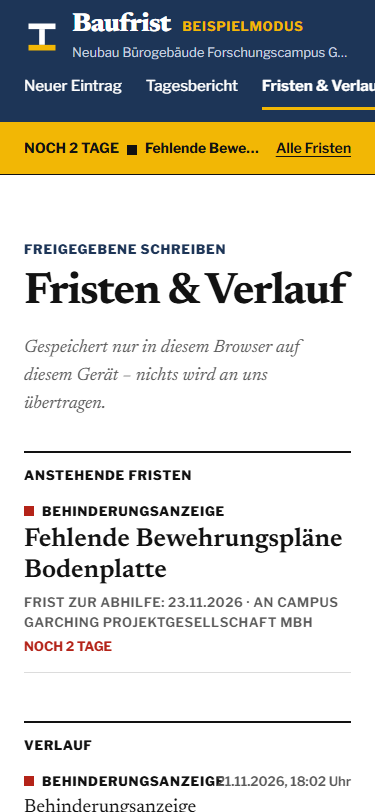 Baufrist BEISPIELMODUS
Neubau Bürogebäude Forschungscampus G...
Neuer Eintrag Tagesbericht Fristen & Verlau
NOCH 2 TAGE Fehlende Bewe... Alle Fristen
FREIGEGEBENE SCHREIBEN
Fristen & Verlauf
Gespeichert nur in diesem Browser auf
diesem Gerät – nichts wird an uns
übertragen.
ANSTEHENDE FRISTEN
BEHINDERUNGSANZEIGE
Fehlende Bewehrungspläne
Bodenplatte
FRIST ZUR ABHILFE: 23.11.2026 · AN CAMPUS
GARCHING PROJEKTGESELLSCHAFT MBH
NOCH 2 TAGE
VERLAUF
BEHINDERUNGSANZEIGE 21.11.2026, 18:02 Uhr
Behinderungsanzeige